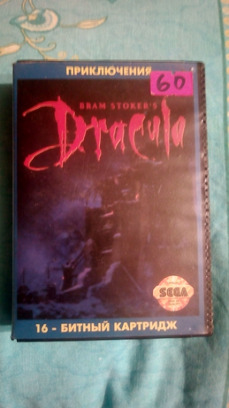 ПРИКЛЮЧЕНИЯ
60
BRAM STOKER'S
Dracula
SEGA
16 - БИТНЫЙ КАРТРИДЖ